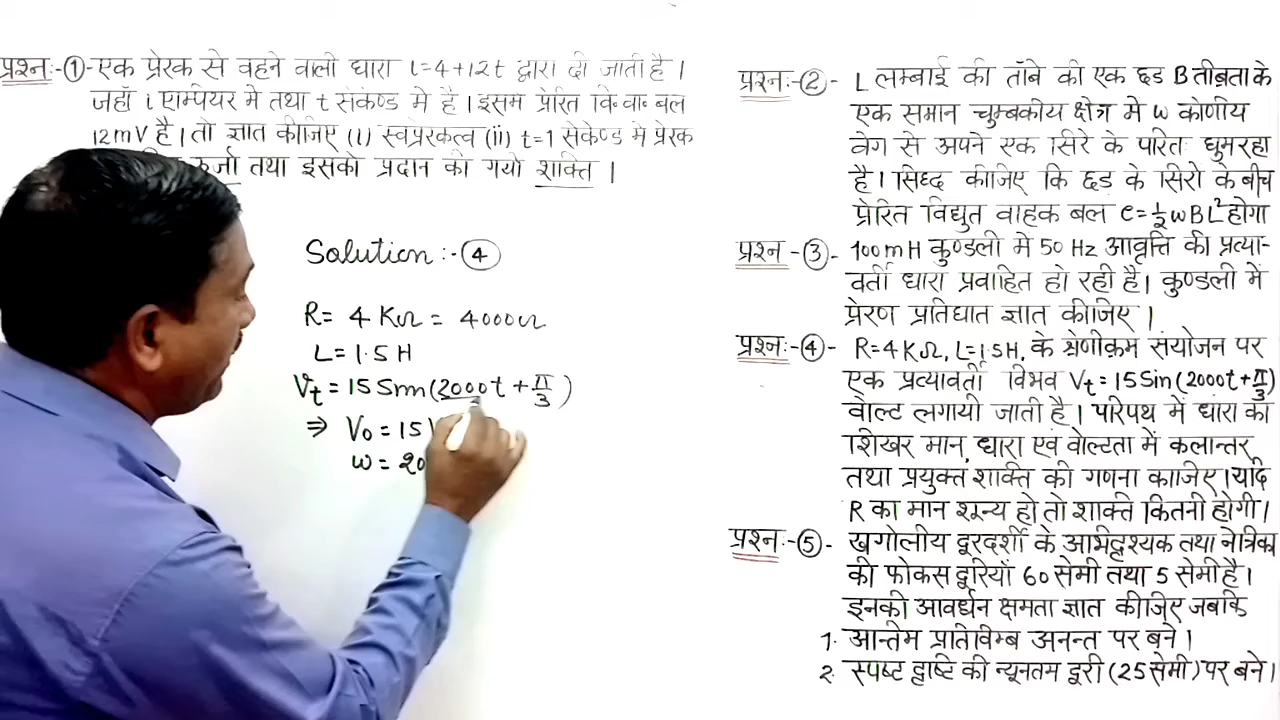 प्रश्नः-① एक प्रेरक से वहने वाली धारा i=4+12t द्वारा दी जाती है।
जहाँ i एम्पियर मे तथा t सेकेण्ड मे है। इसमे प्रेरित वि॰ वा॰ बल
12mV है। तो ज्ञात कीजिए (i) स्वप्रेरकत्व (ii) t=1 सेकेण्ड मे प्रेरक
ऊर्जा तथा इसको प्रदान की गयी शक्ति।
Solution :- ④
R= 4 KΩ = 4000Ω
L=1.5 H
Vt = 15 Sin(2000t + π/3)
⇒ V0 = 15
ω = 20
प्रश्नः-②- L लम्बाई की ताँबे की एक छड B तीव्रता के
एक समान चुम्बकीय क्षेत्र मे ω कोणीय
वेग से अपने एक सिरे के परितः घुम रहा
है। सिध्द कीजिए कि छड के सिरो के बीच
प्रेरित विद्युत वाहक बल e=1/2 ωBL² होगा
प्रश्न -③- 100mH कुण्डली मे 50 Hz आवृत्ति की प्रत्या-
वर्ती धारा प्रवाहित हो रही है। कुण्डली में
प्रेरण प्रतिघात ज्ञात कीजिए।
प्रश्नः-④- R=4KΩ, L=1.5H, के श्रेणीक्रम संयोजन पर
एक प्रत्यावर्ती विभव Vt=15Sin(2000t+π/3)
वोल्ट लगायी जाती है। परिपथ में धारा का
शिखर मान, धारा एवं वोल्टता में कलान्तर
तथा प्रयुक्त शक्ति की गणना कीजिए। यदि
R का मान शून्य हो तो शक्ति कितनी होगी।
प्रश्नः-⑤- खगोलीय दूरदर्शी के अभिदृश्यक तथा नेत्रिका
की फोकस दूरियाँ 60 सेमी तथा 5 सेमी है।
इनकी आवर्धन क्षमता ज्ञात कीजिए जबकि
1. अन्तिम प्रतिविम्ब अनन्त पर बने।
2. स्पष्ट दृष्टि की न्यूनतम दूरी (25 सेमी) पर बने।